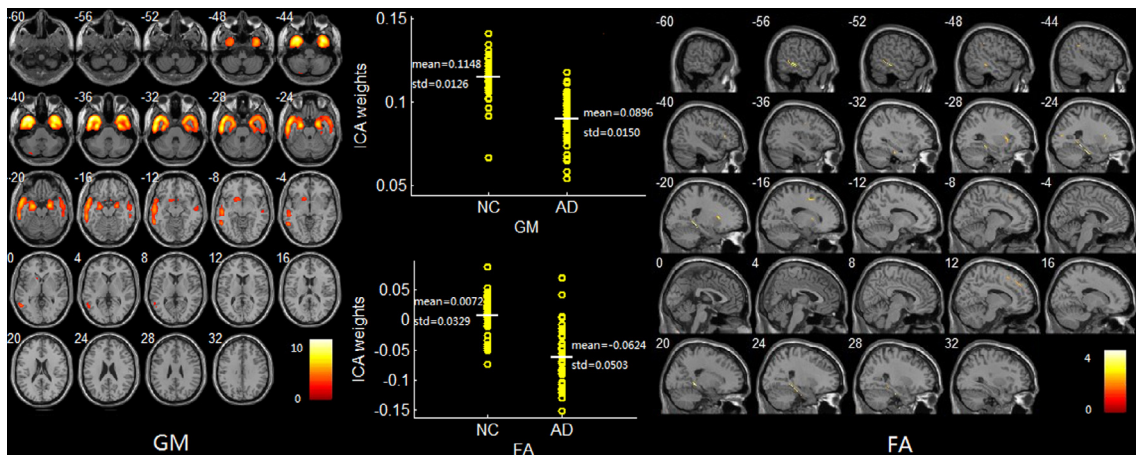 -60 -56 -52 -48 -44
-40 -36 -32 -28 -24
-20 -16 -12 -8 -4
0 4 8 12 16
20 24 28 32
10
0
GM
ICA weights
0.15
0.1
0.05
mean=0.1148
std=0.0126
mean=0.0896
std=0.0150
NC AD
GM
ICA weights
0.05
0
-0.05
-0.1
-0.15
mean=0.0072
std=0.0329
mean=-0.0624
std=0.0503
NC AD
FA
-60 -56 -52 -48 -44
-40 -36 -32 -28 -24
-20 -16 -12 -8 -4
0 4 8 12 16
20 24 28 32
4
0
FA